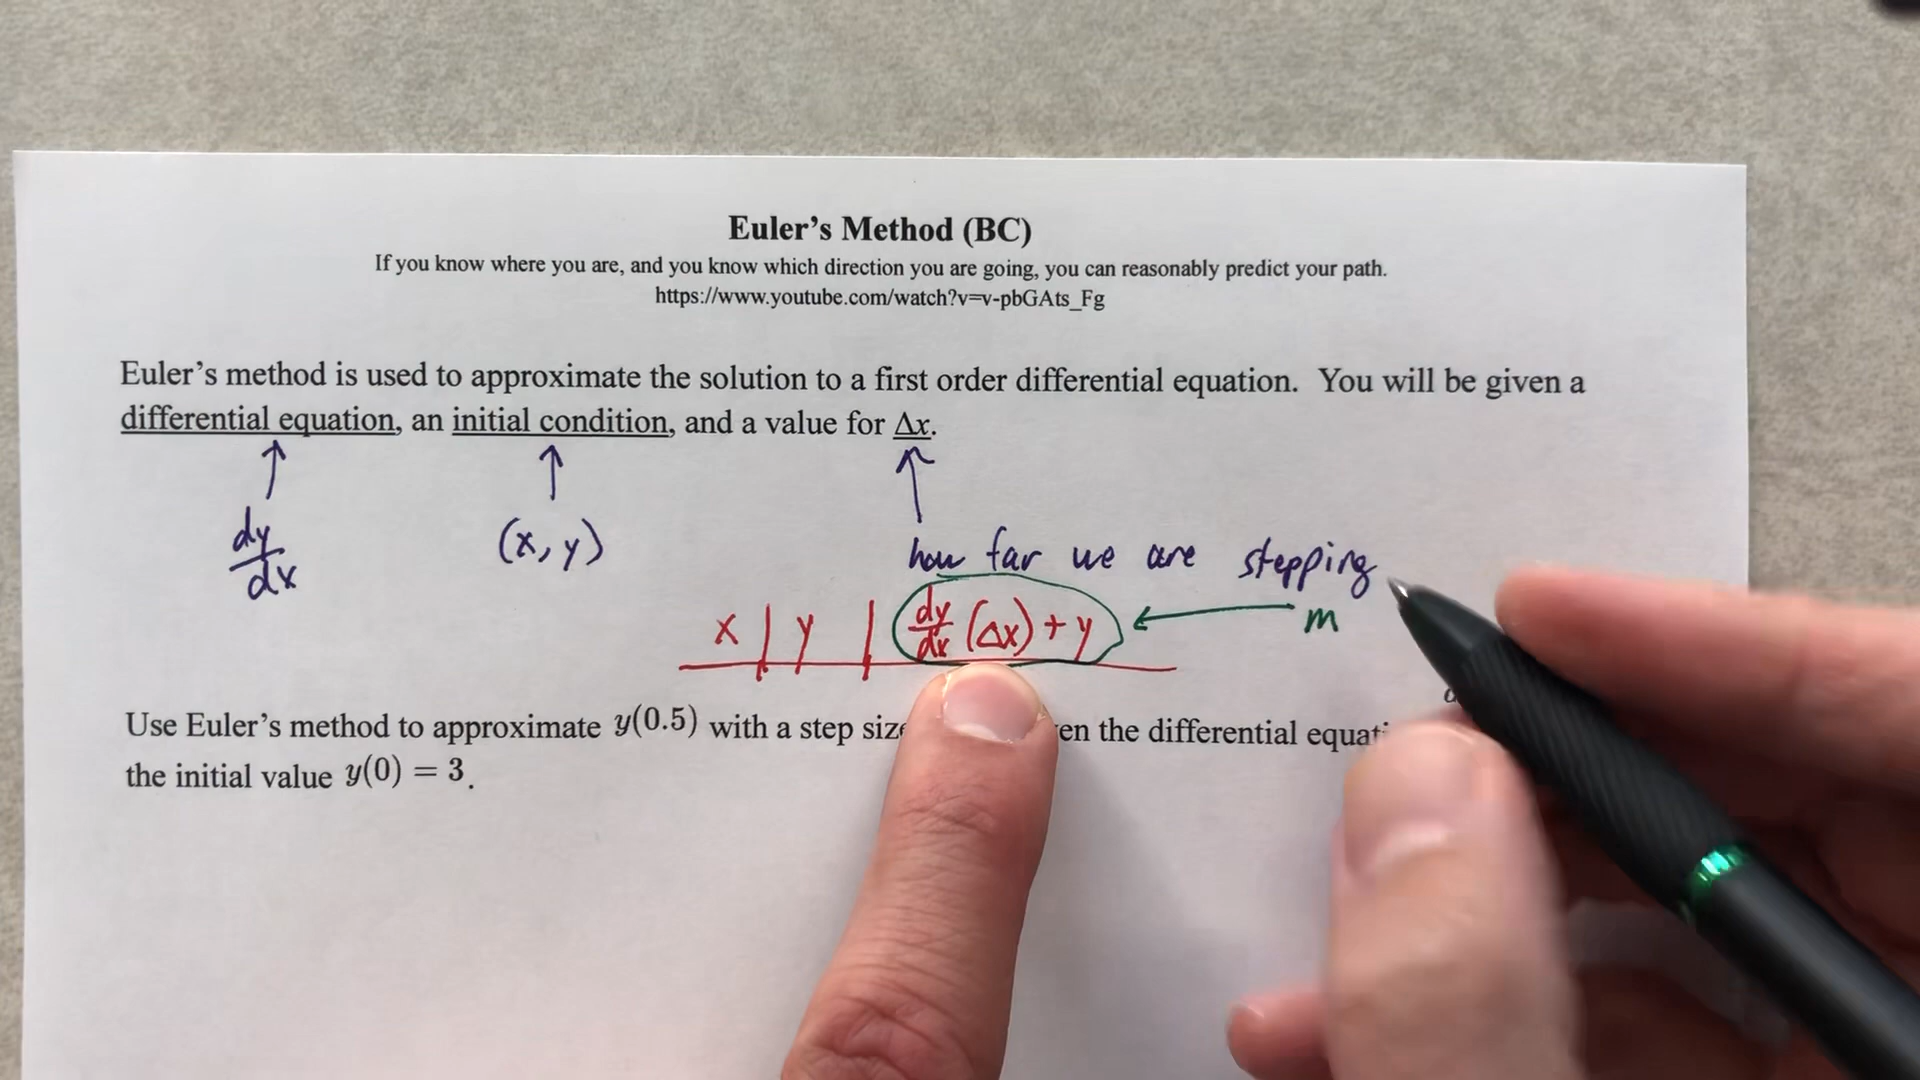 Euler's Method (BC)
If you know where you are, and you know which direction you are going, you can reasonably predict your path.
https://www.youtube.com/watch?v=v-pbGAts_Fg
Euler's method is used to approximate the solution to a first order differential equation. You will be given a
differential equation, an initial condition, and a value for Δx.
dy/dx (x, y)
how far we are stepping
x | y | dy/dx (Δx) + y m
Use Euler's method to approximate y(0.5) with a step the differential
the initial value y(0) = 3.